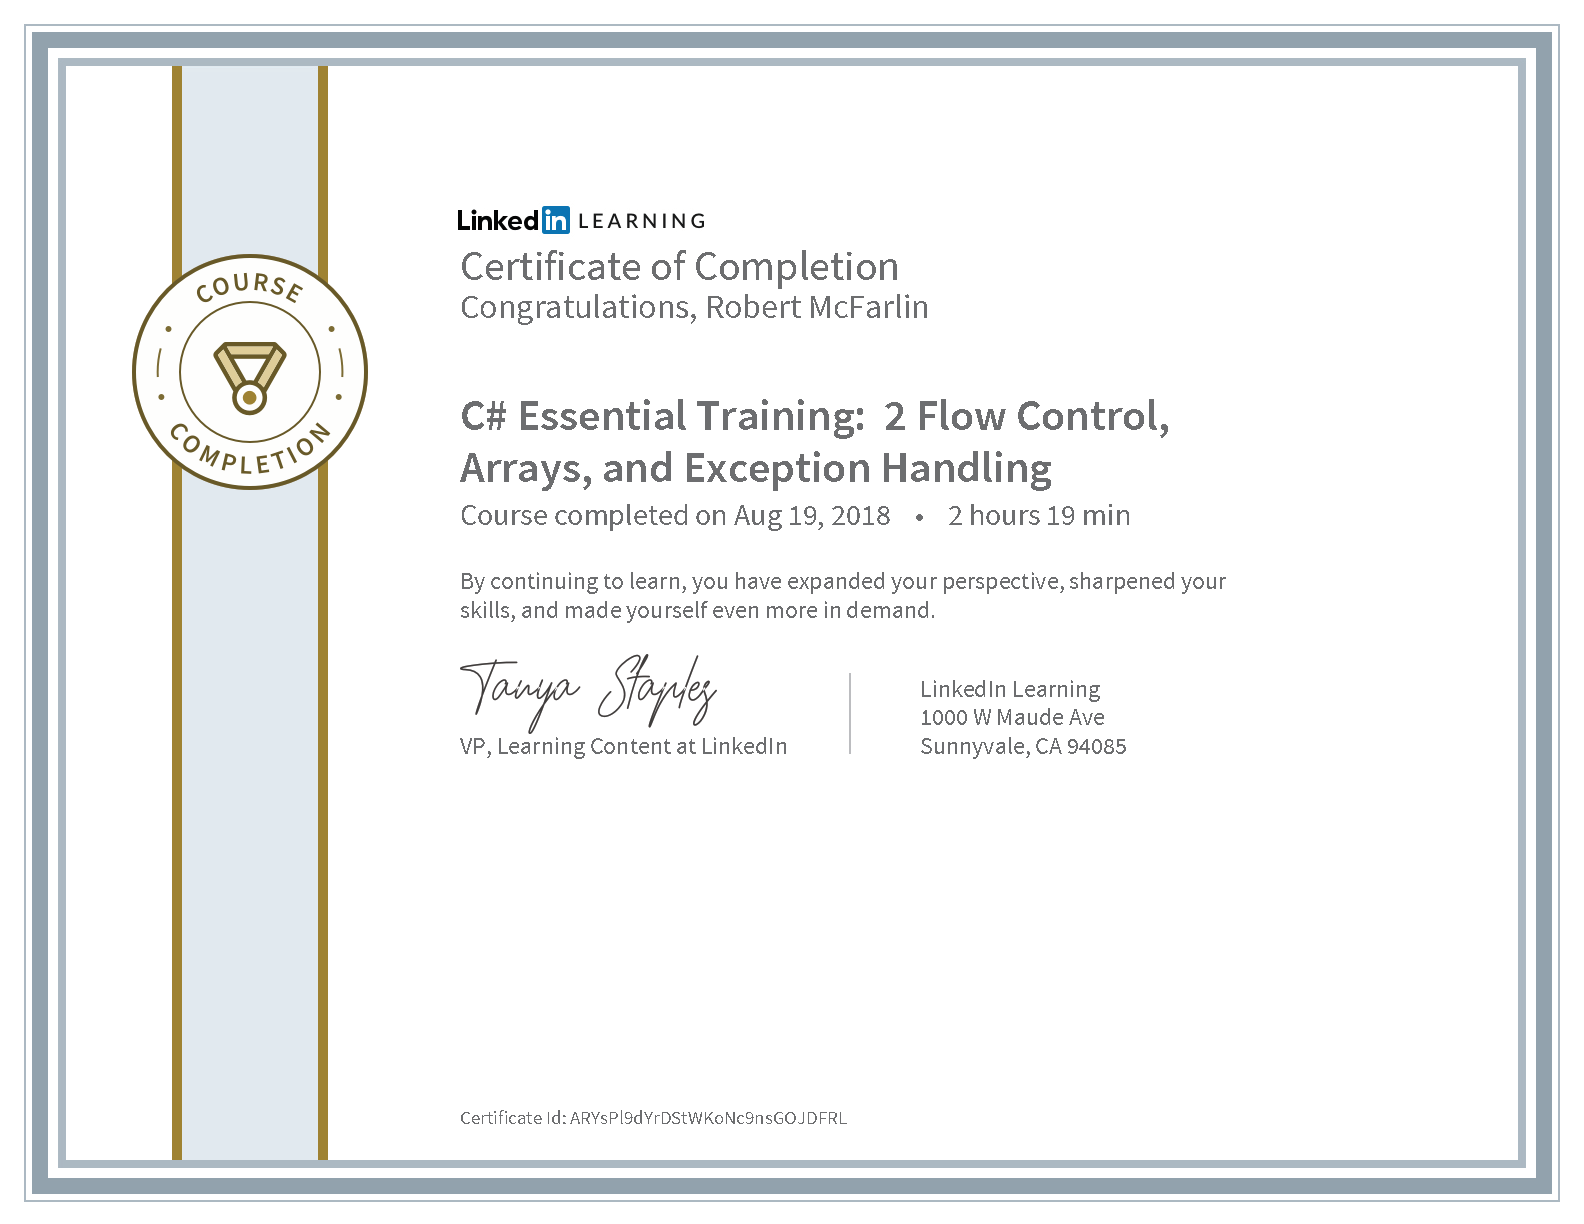 COURSE
COMPLETION
Linkedin LEARNING
Certificate of Completion
Congratulations, Robert McFarlin
C# Essential Training:  2 Flow Control,
Arrays, and Exception Handling
Course completed on Aug 19, 2018 • 2 hours 19 min
By continuing to learn, you have expanded your perspective, sharpened your
skills, and made yourself even more in demand.
Tanya Staples
VP, Learning Content at LinkedIn
LinkedIn Learning
1000 W Maude Ave
Sunnyvale, CA 94085
Certificate Id: ARYsPl9dYrDStWKoNc9nsGOJDFRL